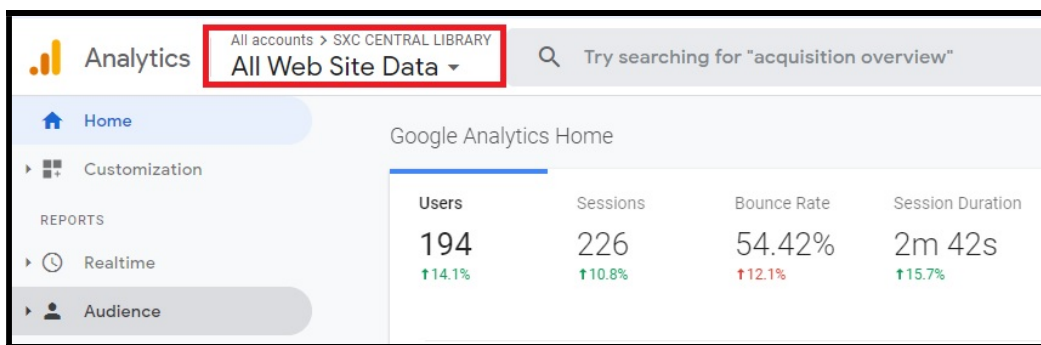 Analytics
All accounts > SXC CENTRAL LIBRARY
All Web Site Data
Try searching for "acquisition overview"
Home
Customization
REPORTS
Realtime
Audience
Google Analytics Home
Users Sessions Bounce Rate Session Duration
194 226 54.42% 2m 42s
↑14.1% ↑10.8% ↑12.1% ↑15.7%